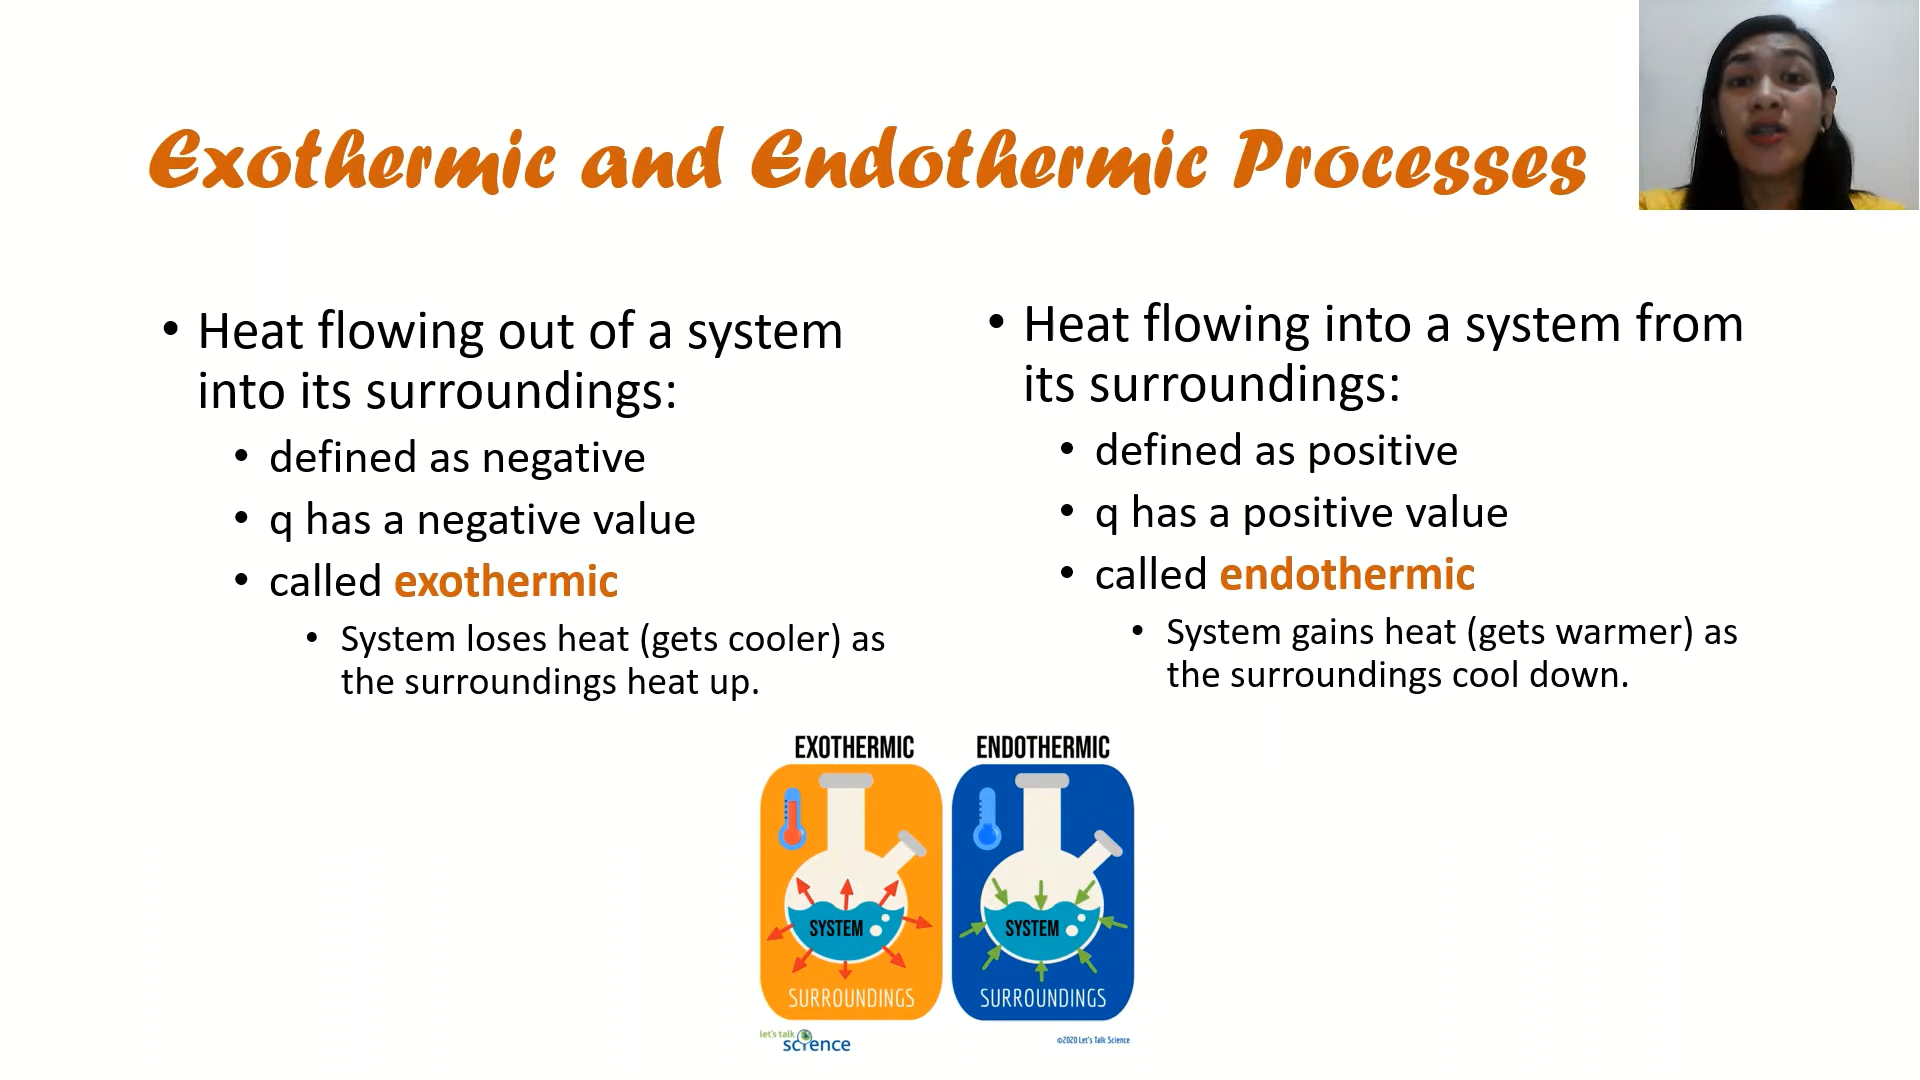 Exothermic and Endothermic Processes
• Heat flowing out of a system
into its surroundings:
• defined as negative
• q has a negative value
• called exothermic
• System loses heat (gets cooler) as
the surroundings heat up.
• Heat flowing into a system from
its surroundings:
• defined as positive
• q has a positive value
• called endothermic
• System gains heat (gets warmer) as
the surroundings cool down.
EXOTHERMIC
SYSTEM
SURROUNDINGS
ENDOTHERMIC
SYSTEM
SURROUNDINGS
let's talk
science
©2020 Let's Talk Science